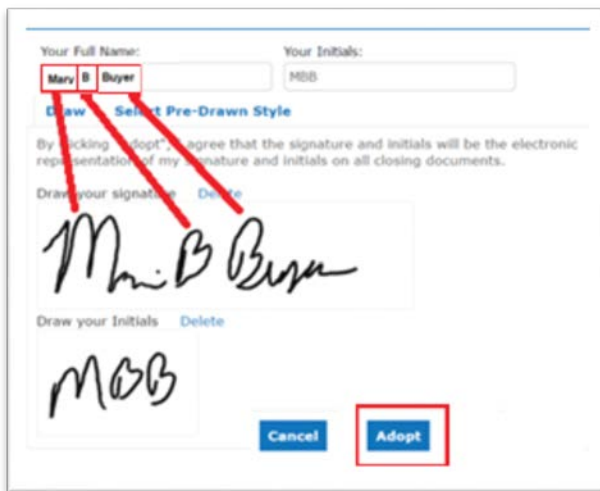 Your Full Name: Your Initials:
Mary B Buyer MBB
Draw Select Pre-Drawn Style
By clicking "Adopt", I agree that the signature and initials will be the electronic
representation of my signature and initials on all closing documents.
Draw your signature Delete
B Buyer
Draw your Initials Delete
MBB
Cancel Adopt